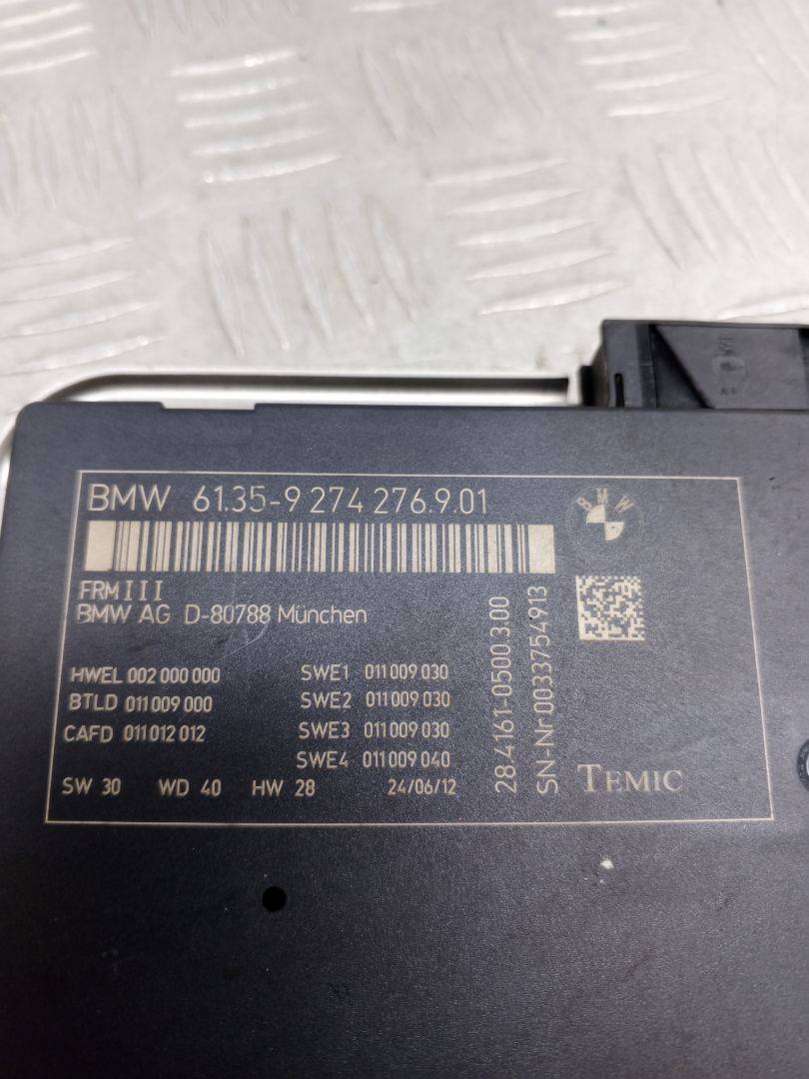 BMW 61.35-9 274 276.9.01
BMW
FRMIII
BMW AG D-80788 München
HWEL 002 000 000
BTLD 011 009 000
CAFD 011 012 012
SWE1 011 009 030
SWE2 011 009 030
SWE3 011 009 030
SWE4 011 009 040
SW 30 WD 40 HW 28 24/06/12
28.4161-0500 3.00
SN-Nr 0033754913
TEMIC